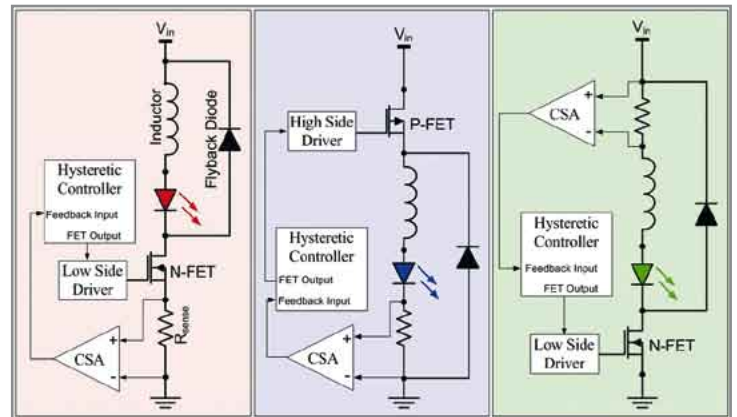 Vin
Inductor
Flyback Diode
Hysteretic
Controller
Feedback Input
FET Output
Low Side
Driver
N-FET
Rsense
+
CSA
-
Vin
High Side
Driver
P-FET
Hysteretic
Controller
FET Output
Feedback Input
+
CSA
-
Vin
+
CSA
-
Hysteretic
Controller
Feedback Input
FET Output
Low Side
Driver
N-FET